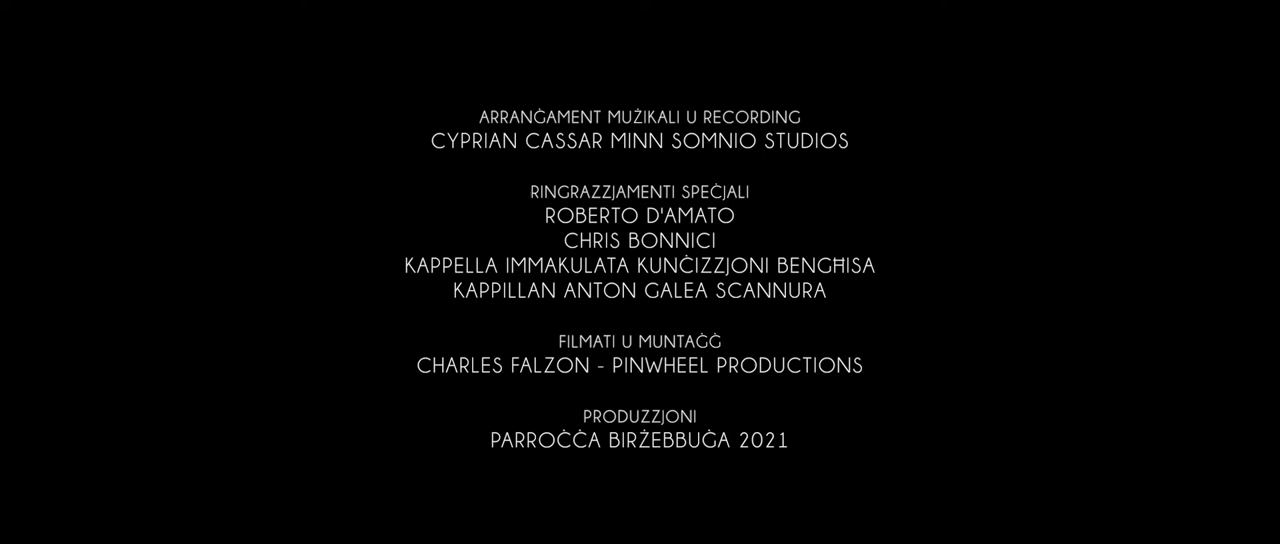 ARRANĠAMENT MUŻIKALI U RECORDING
CYPRIAN CASSAR MINN SOMNIO STUDIOS
RINGRAZZJAMENTI SPEĊJALI
ROBERTO D'AMATO
CHRIS BONNICI
KAPPELLA IMMAKULATA KUNĊIZZJONI BENGĦISA
KAPPILLAN ANTON GALEA SCANNURA
FILMATI U MUNTAĠĠ
CHARLES FALZON - PINWHEEL PRODUCTIONS
PRODUZZJONI
PARROĊĊA BIRŻEBBUĠA 2021